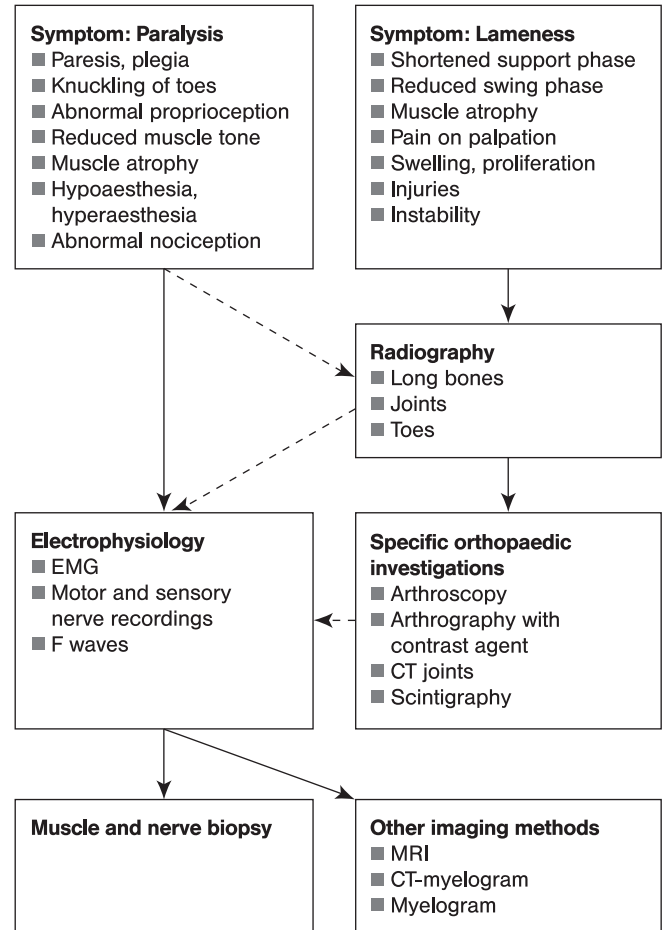 Symptom: Paralysis
■ Paresis, plegia
■ Knuckling of toes
■ Abnormal proprioception
■ Reduced muscle tone
■ Muscle atrophy
■ Hypoaesthesia,
hyperaesthesia
■ Abnormal nociception
Symptom: Lameness
■ Shortened support phase
■ Reduced swing phase
■ Muscle atrophy
■ Pain on palpation
■ Swelling, proliferation
■ Injuries
■ Instability
Radiography
■ Long bones
■ Joints
■ Toes
Electrophysiology
■ EMG
■ Motor and sensory
nerve recordings
■ F waves
Specific orthopaedic
investigations
■ Arthroscopy
■ Arthrography with
contrast agent
■ CT joints
■ Scintigraphy
Muscle and nerve biopsy
Other imaging methods
■ MRI
■ CT-myelogram
■ Myelogram